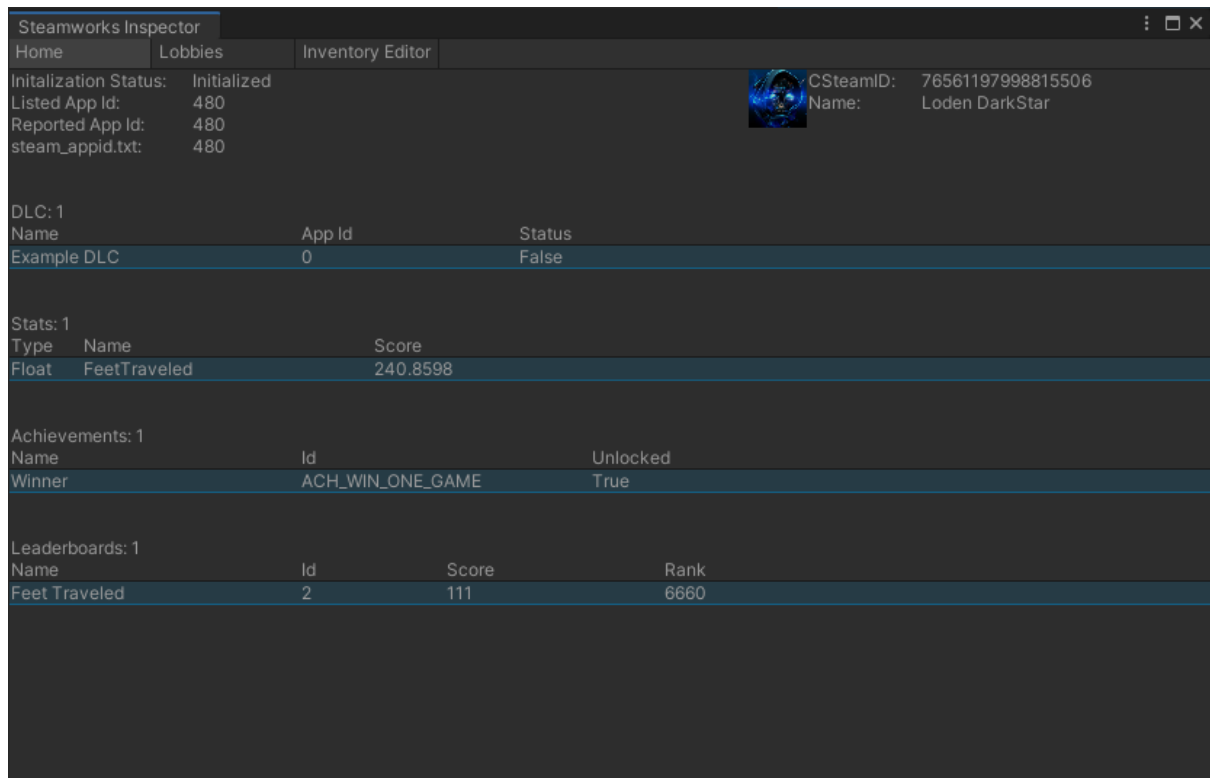 Steamworks Inspector
Home Lobbies Inventory Editor
Initalization Status: Initialized
Listed App Id: 480
Reported App Id: 480
steam_appid.txt: 480
CSteamID: 76561197998815506
Name: Loden DarkStar
DLC: 1
Name App Id Status
Example DLC 0 False
Stats: 1
Type Name Score
Float FeetTraveled 240.8598
Achievements: 1
Name Id Unlocked
Winner ACH_WIN_ONE_GAME True
Leaderboards: 1
Name Id Score Rank
Feet Traveled 2 111 6660